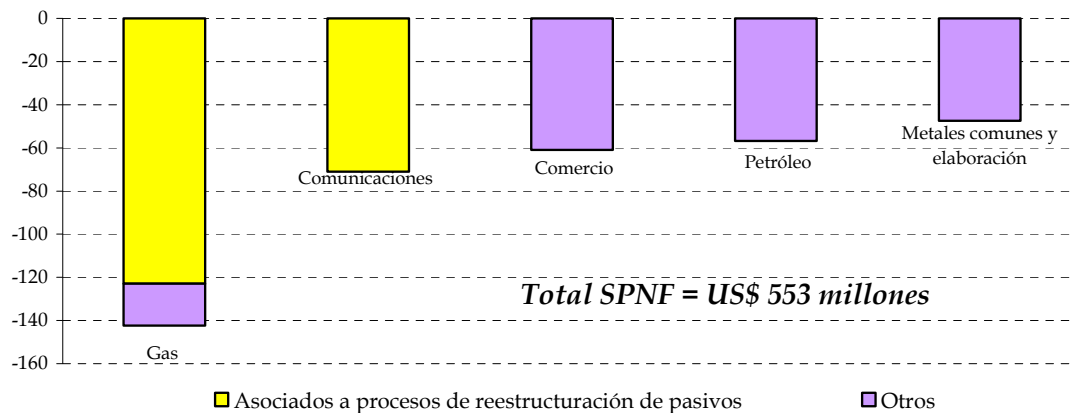 0
-20
-40
-60
-80
-100
-120
-140
-160
Gas
Comunicaciones
Comercio
Petróleo
Metales comunes y
elaboración
Total SPNF = US$ 553 millones
Asociados a procesos de reestructuración de pasivos
Otros